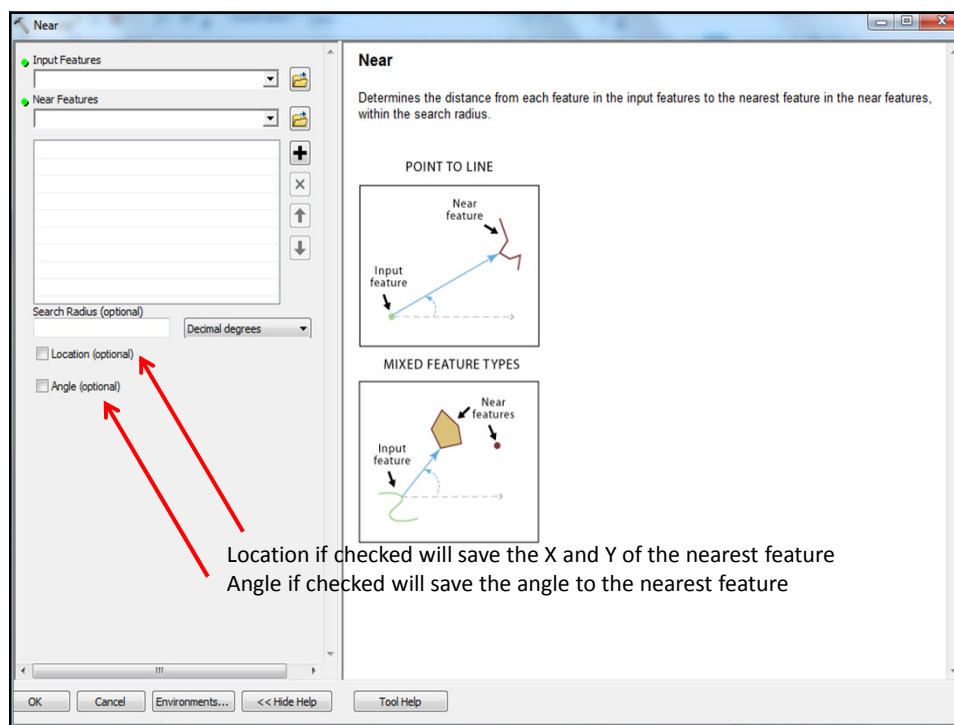 Near
Input Features
Near Features
Search Radius (optional)
Decimal degrees
Location (optional)
Angle (optional)
Near
Determines the distance from each feature in the input features to the nearest feature in the near features,
within the search radius.
POINT TO LINE
Near
feature
Input
feature
MIXED FEATURE TYPES
Near
features
Input
feature
Location if checked will save the X and Y of the nearest feature
Angle if checked will save the angle to the nearest feature
OK
Cancel
Environments...
<< Hide Help
Tool Help